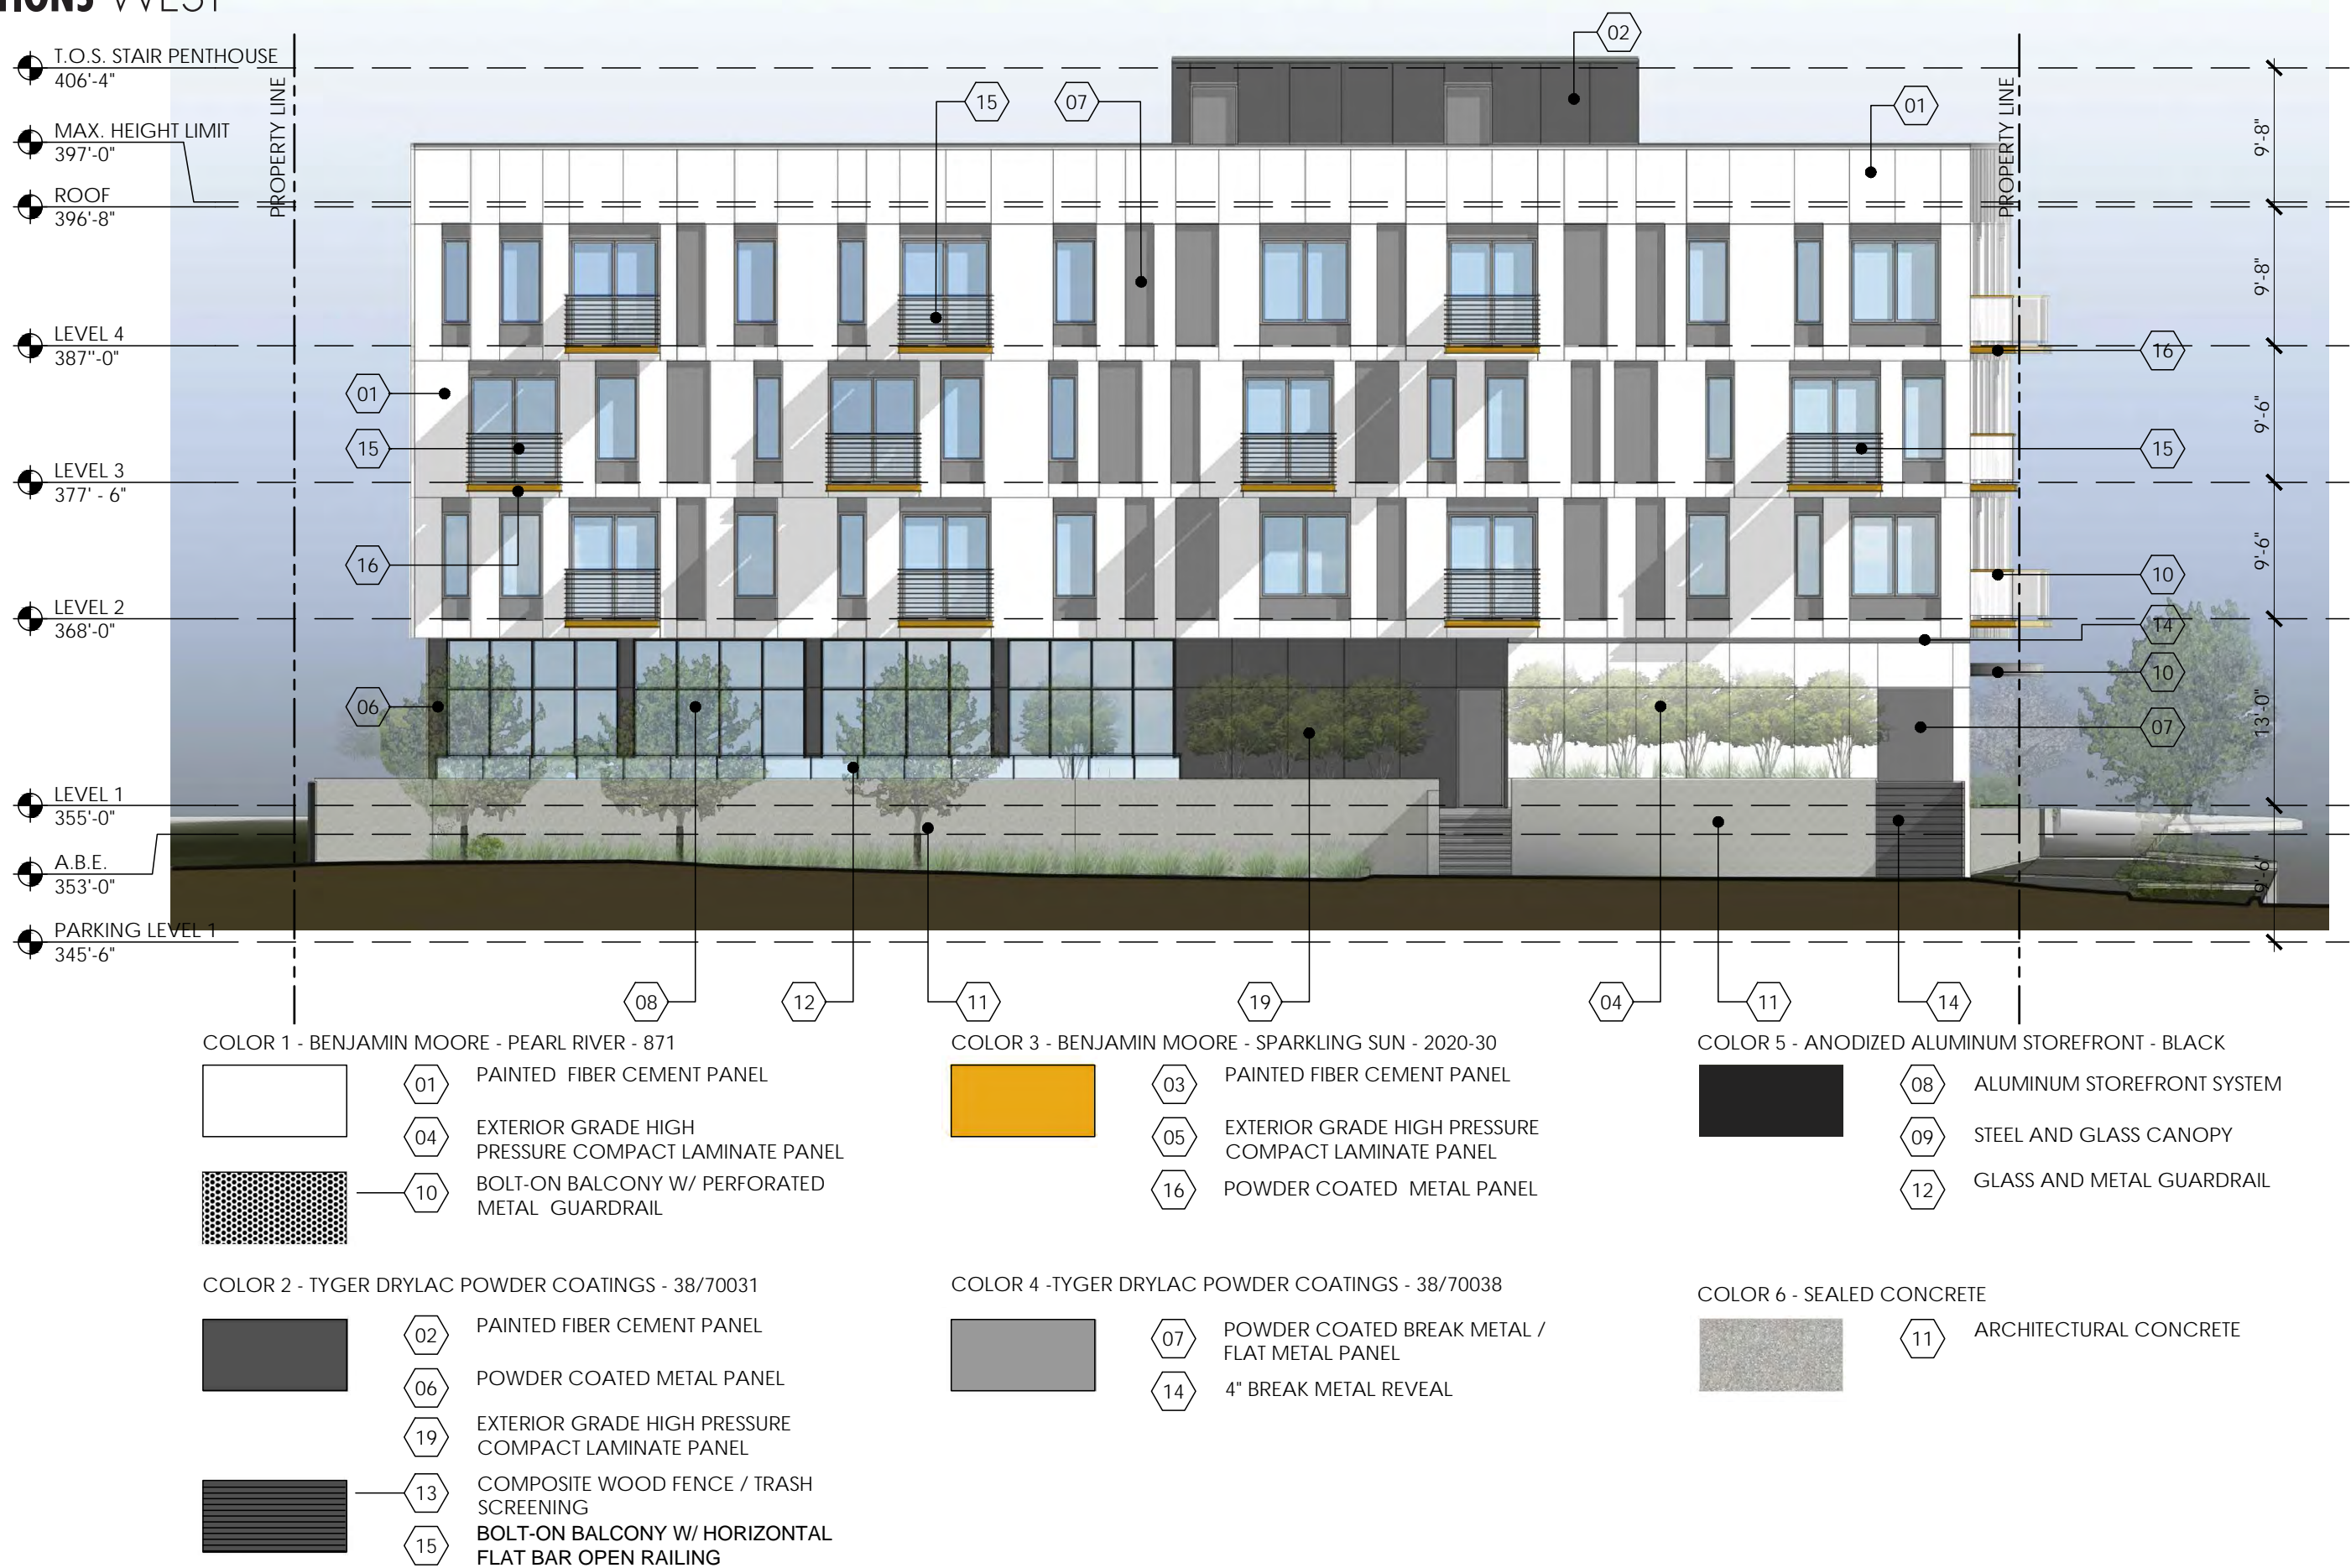 WEST
T.O.S. STAIR PENTHOUSE
406'-4"
MAX. HEIGHT LIMIT
397'-0"
ROOF
396'-8"
LEVEL 4
387''-0"
LEVEL 3
377' - 6"
LEVEL 2
368'-0"
LEVEL 1
355'-0"
A.B.E.
353'-0"
PARKING LEVEL 1
345'-6"
PROPERTY LINE
PROPERTY LINE
02
15
07
01
01
15
16
06
16
15
10
14
10
07
9'-8"
9'-8"
9'-6"
9'-6"
13'-0"
9'-6"
08
12
11
19
04
11
14
COLOR 1 - BENJAMIN MOORE - PEARL RIVER - 871
01 PAINTED FIBER CEMENT PANEL
04 EXTERIOR GRADE HIGH
PRESSURE COMPACT LAMINATE PANEL
10 BOLT-ON BALCONY W/ PERFORATED
METAL GUARDRAIL
COLOR 2 - TYGER DRYLAC POWDER COATINGS - 38/70031
02 PAINTED FIBER CEMENT PANEL
06 POWDER COATED METAL PANEL
19 EXTERIOR GRADE HIGH PRESSURE
COMPACT LAMINATE PANEL
13 COMPOSITE WOOD FENCE / TRASH
SCREENING
15 BOLT-ON BALCONY W/ HORIZONTAL
FLAT BAR OPEN RAILING
COLOR 3 - BENJAMIN MOORE - SPARKLING SUN - 2020-30
03 PAINTED FIBER CEMENT PANEL
05 EXTERIOR GRADE HIGH PRESSURE
COMPACT LAMINATE PANEL
16 POWDER COATED METAL PANEL
COLOR 4 -TYGER DRYLAC POWDER COATINGS - 38/70038
07 POWDER COATED BREAK METAL /
FLAT METAL PANEL
14 4" BREAK METAL REVEAL
COLOR 5 - ANODIZED ALUMINUM STOREFRONT - BLACK
08 ALUMINUM STOREFRONT SYSTEM
09 STEEL AND GLASS CANOPY
12 GLASS AND METAL GUARDRAIL
COLOR 6 - SEALED CONCRETE
11 ARCHITECTURAL CONCRETE